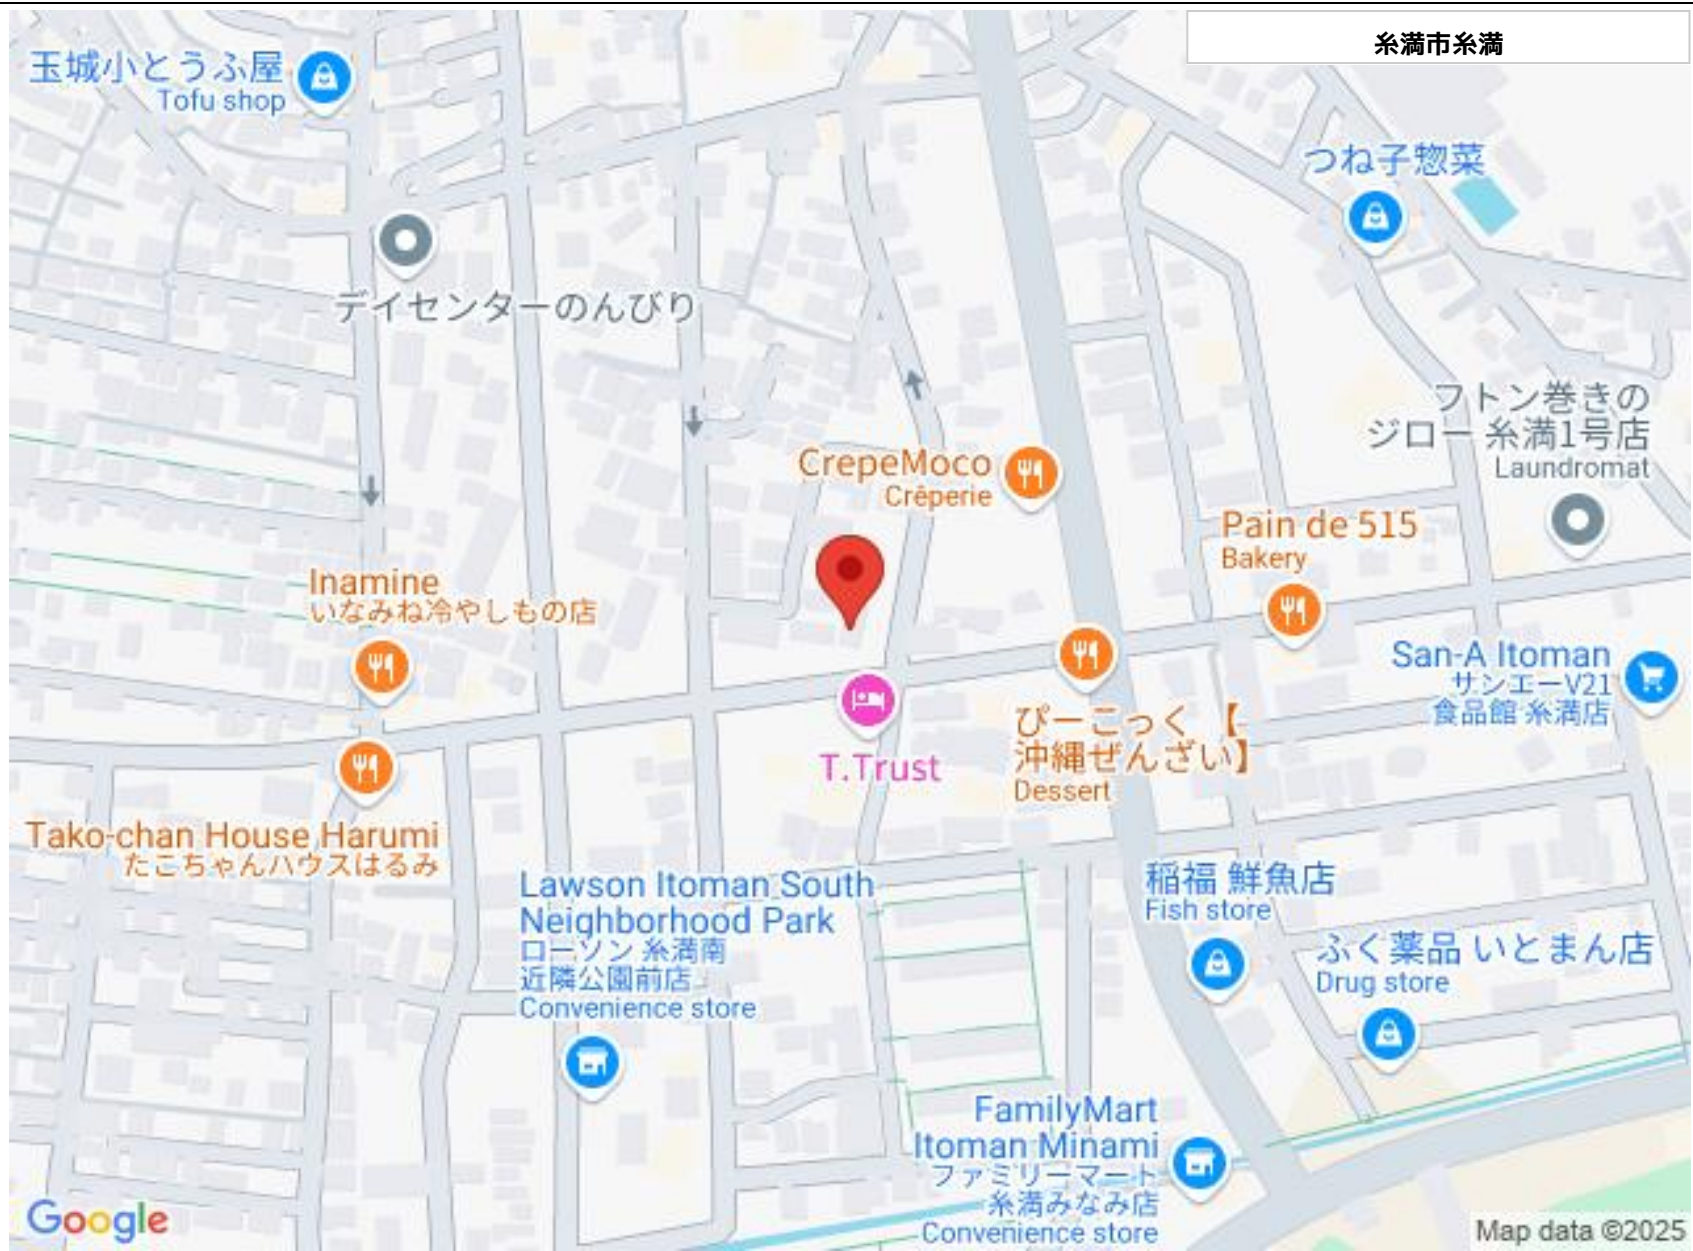 糸満市糸満
玉城小とうふ屋
Tofu shop
つね子惣菜
デイセンターのんびり
フトン巻きの
ジロー 糸満1号店
Laundromat
CrepeMoco
Crêperie
Pain de 515
Bakery
Inamine
いなみね冷やしもの店
San-A Itoman
サンエーV21
食品館 糸満店
ぴーこっく 【
沖縄ぜんざい】
Dessert
T.Trust
Tako-chan House Harumi
たこちゃんハウスはるみ
Lawson Itoman South
Neighborhood Park
ローソン 糸満南
近隣公園前店
Convenience store
稲福 鮮魚店
Fish store
ふく薬品 いとまん店
Drug store
FamilyMart
Itoman Minami
ファミリーマート
糸満みなみ店
Convenience store
Google
Map data ©2025